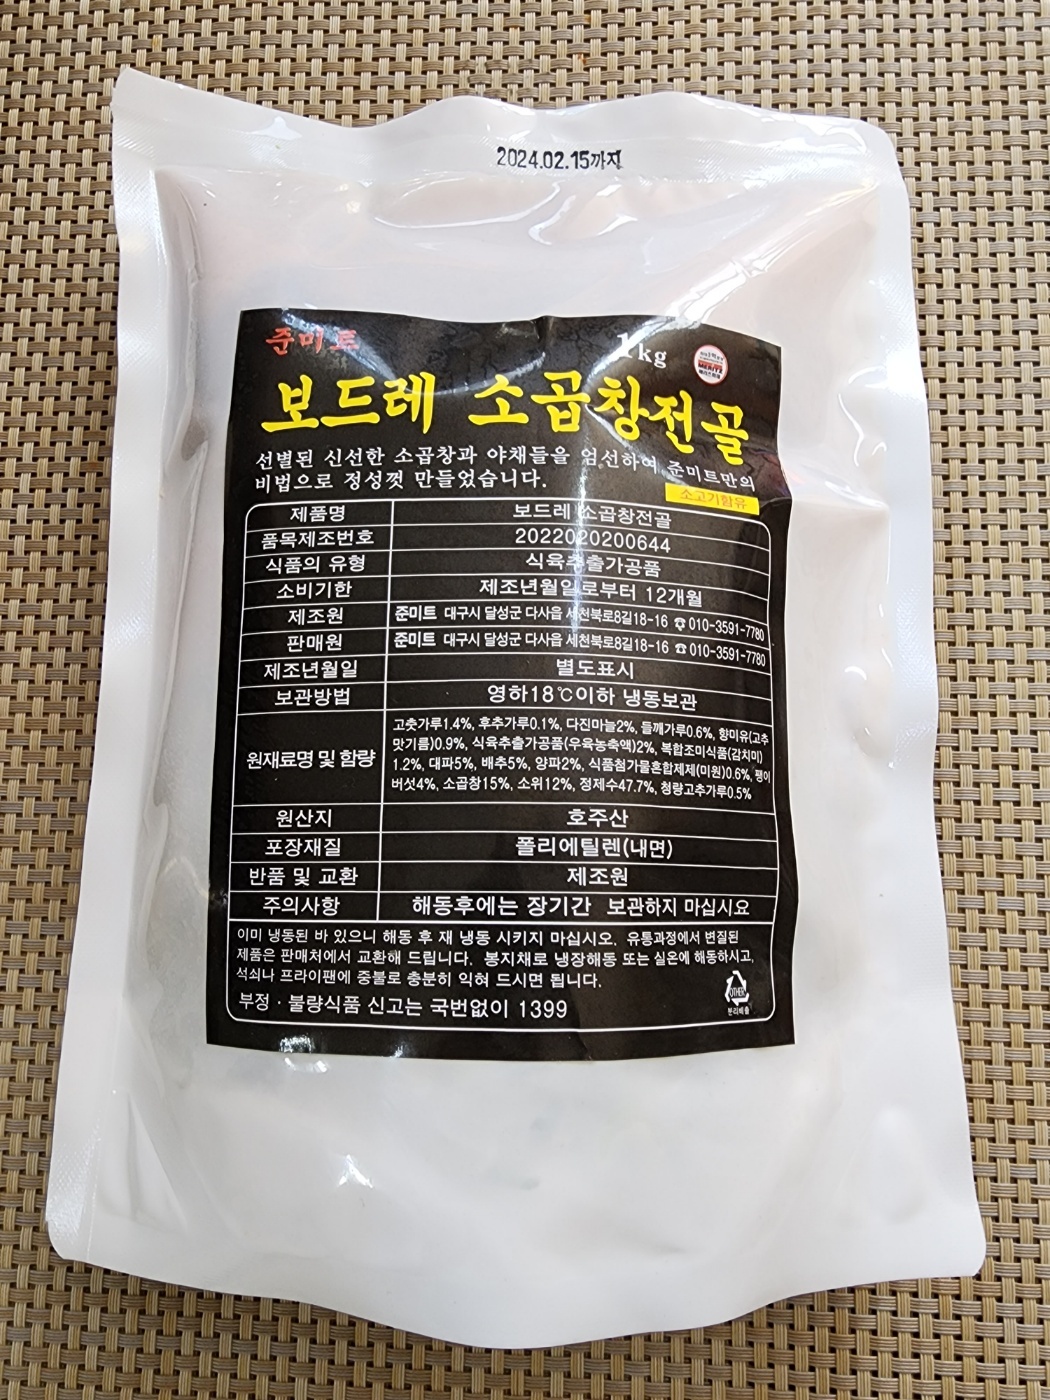 2024.02.15까지
준미트
1kg
MERITZ
보드레 소곱창전골
선별된 신선한 소곱창과 야채들을 엄선하여 준미트만의
비법으로 정성껏 만들었습니다.
소고기함유
제품명 보드레 소곱창전골
품목제조번호 2022020200644
식품의 유형 식육추출가공품
소비기한 제조년월일로부터 12개월
제조원 준미트 대구시 달성군 다사읍 세천북로8길18-16 ☎010-3591-7780
판매원 준미트 대구시 달성군 다사읍 세천북로8길18-16 ☎010-3591-7780
제조년월일 별도표시
보관방법 영하18℃이하 냉동보관
원재료명 및 함량
고춧가루1.4%, 후추가루0.1%, 다진마늘2%, 들깨가루0.6%, 향미유(고추
맛기름)0.9%, 식육추출가공품(우육농축액)2%, 복합조미식품(감치미)
1.2%, 대파5%, 배추5%, 양파2%, 식품첨가물혼합제제(미원)0.6%, 팽이
버섯4%, 소곱창15%, 소위12%, 정제수47.7%, 청량고추가루0.5%
원산지 호주산
포장재질 폴리에틸렌(내면)
반품 및 교환 제조원
주의사항 해동후에는 장기간 보관하지 마십시요
이미 냉동된 바 있으니 해동 후 재 냉동 시키지 마십시오. 유통과정에서 변질된
제품은 판매처에서 교환해 드립니다. 봉지채로 냉장해동 또는 실온에 해동하시고,
석쇠나 프라이팬에 중불로 충분히 익혀 드시면 됩니다.
부정·불량식품 신고는 국번없이 1399
OTHER
분리배출